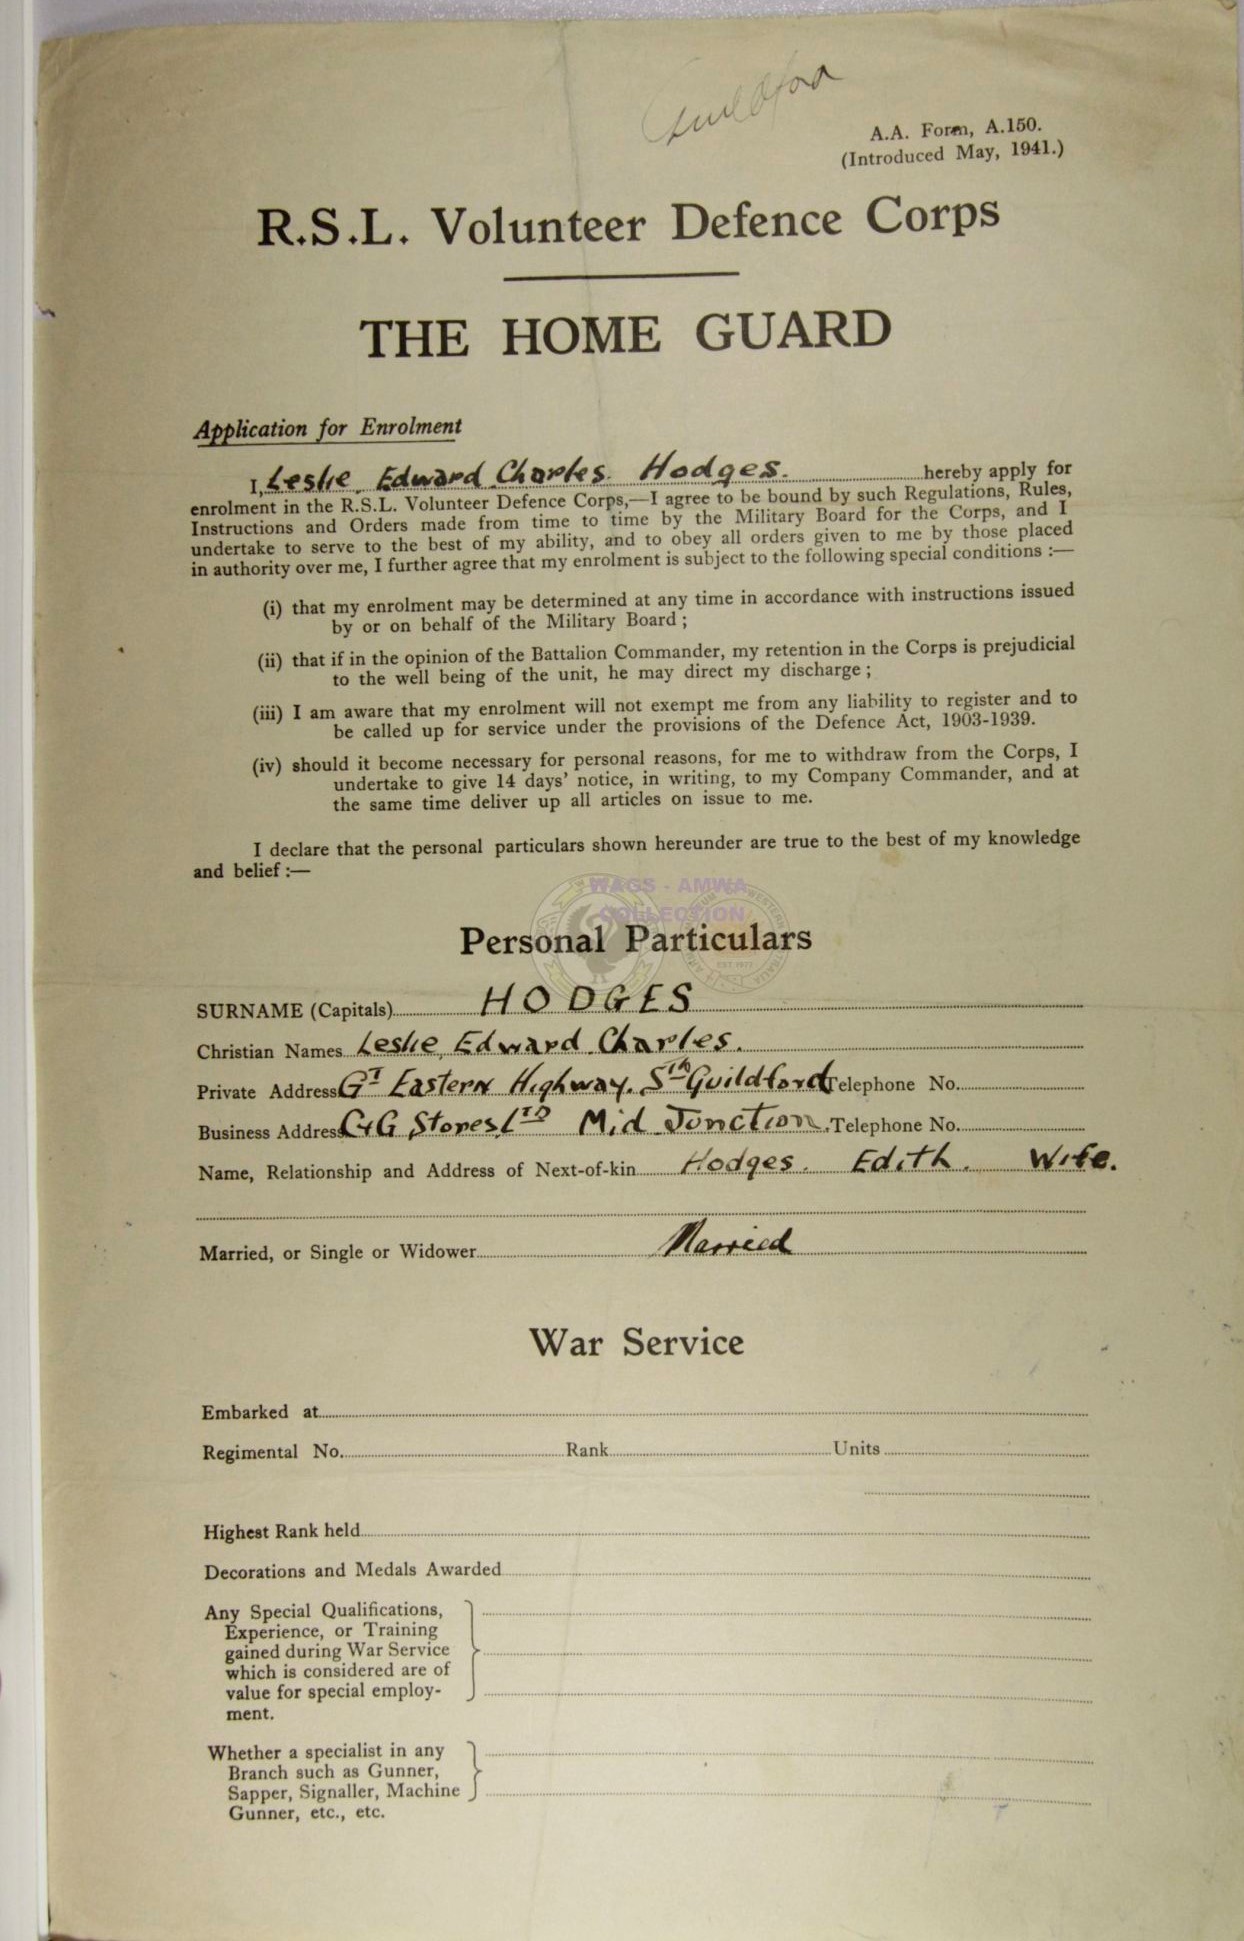 Guildford
A.A. Form, A.150.
(Introduced May, 1941.)
R.S.L. Volunteer Defence Corps
THE HOME GUARD
Application for Enrolment
I, Leslie Edward Charles Hodges. hereby apply for
enrolment in the R.S.L. Volunteer Defence Corps,—I agree to be bound by such Regulations, Rules,
Instructions and Orders made from time to time by the Military Board for the Corps, and I
undertake to serve to the best of my ability, and to obey all orders given to me by those placed
in authority over me, I further agree that my enrolment is subject to the following special conditions :—
(i) that my enrolment may be determined at any time in accordance with instructions issued
by or on behalf of the Military Board ;
(ii) that if in the opinion of the Battalion Commander, my retention in the Corps is prejudicial
to the well being of the unit, he may direct my discharge ;
(iii) I am aware that my enrolment will not exempt me from any liability to register and to
be called up for service under the provisions of the Defence Act, 1903-1939.
(iv) should it become necessary for personal reasons, for me to withdraw from the Corps, I
undertake to give 14 days' notice, in writing, to my Company Commander, and at
the same time deliver up all articles on issue to me.
I declare that the personal particulars shown hereunder are true to the best of my knowledge
and belief :—
WAGS - AMWA
COLLECTION
Personal Particulars
SURNAME (Capitals) HODGES
Christian Names Leslie, Edward Charles.
Private Address Gt Eastern Highway. Sth Guildford Telephone No.
Business Address C&G Stores Ltd Mid Junction. Telephone No.
Name, Relationship and Address of Next-of-kin Hodges. Edith. Wife.
Married, or Single or Widower Married
War Service
Embarked at
Regimental No. Rank Units
Highest Rank held
Decorations and Medals Awarded
Any Special Qualifications,
Experience, or Training
gained during War Service
which is considered are of
value for special employ-
ment.
Whether a specialist in any
Branch such as Gunner,
Sapper, Signaller, Machine
Gunner, etc., etc.